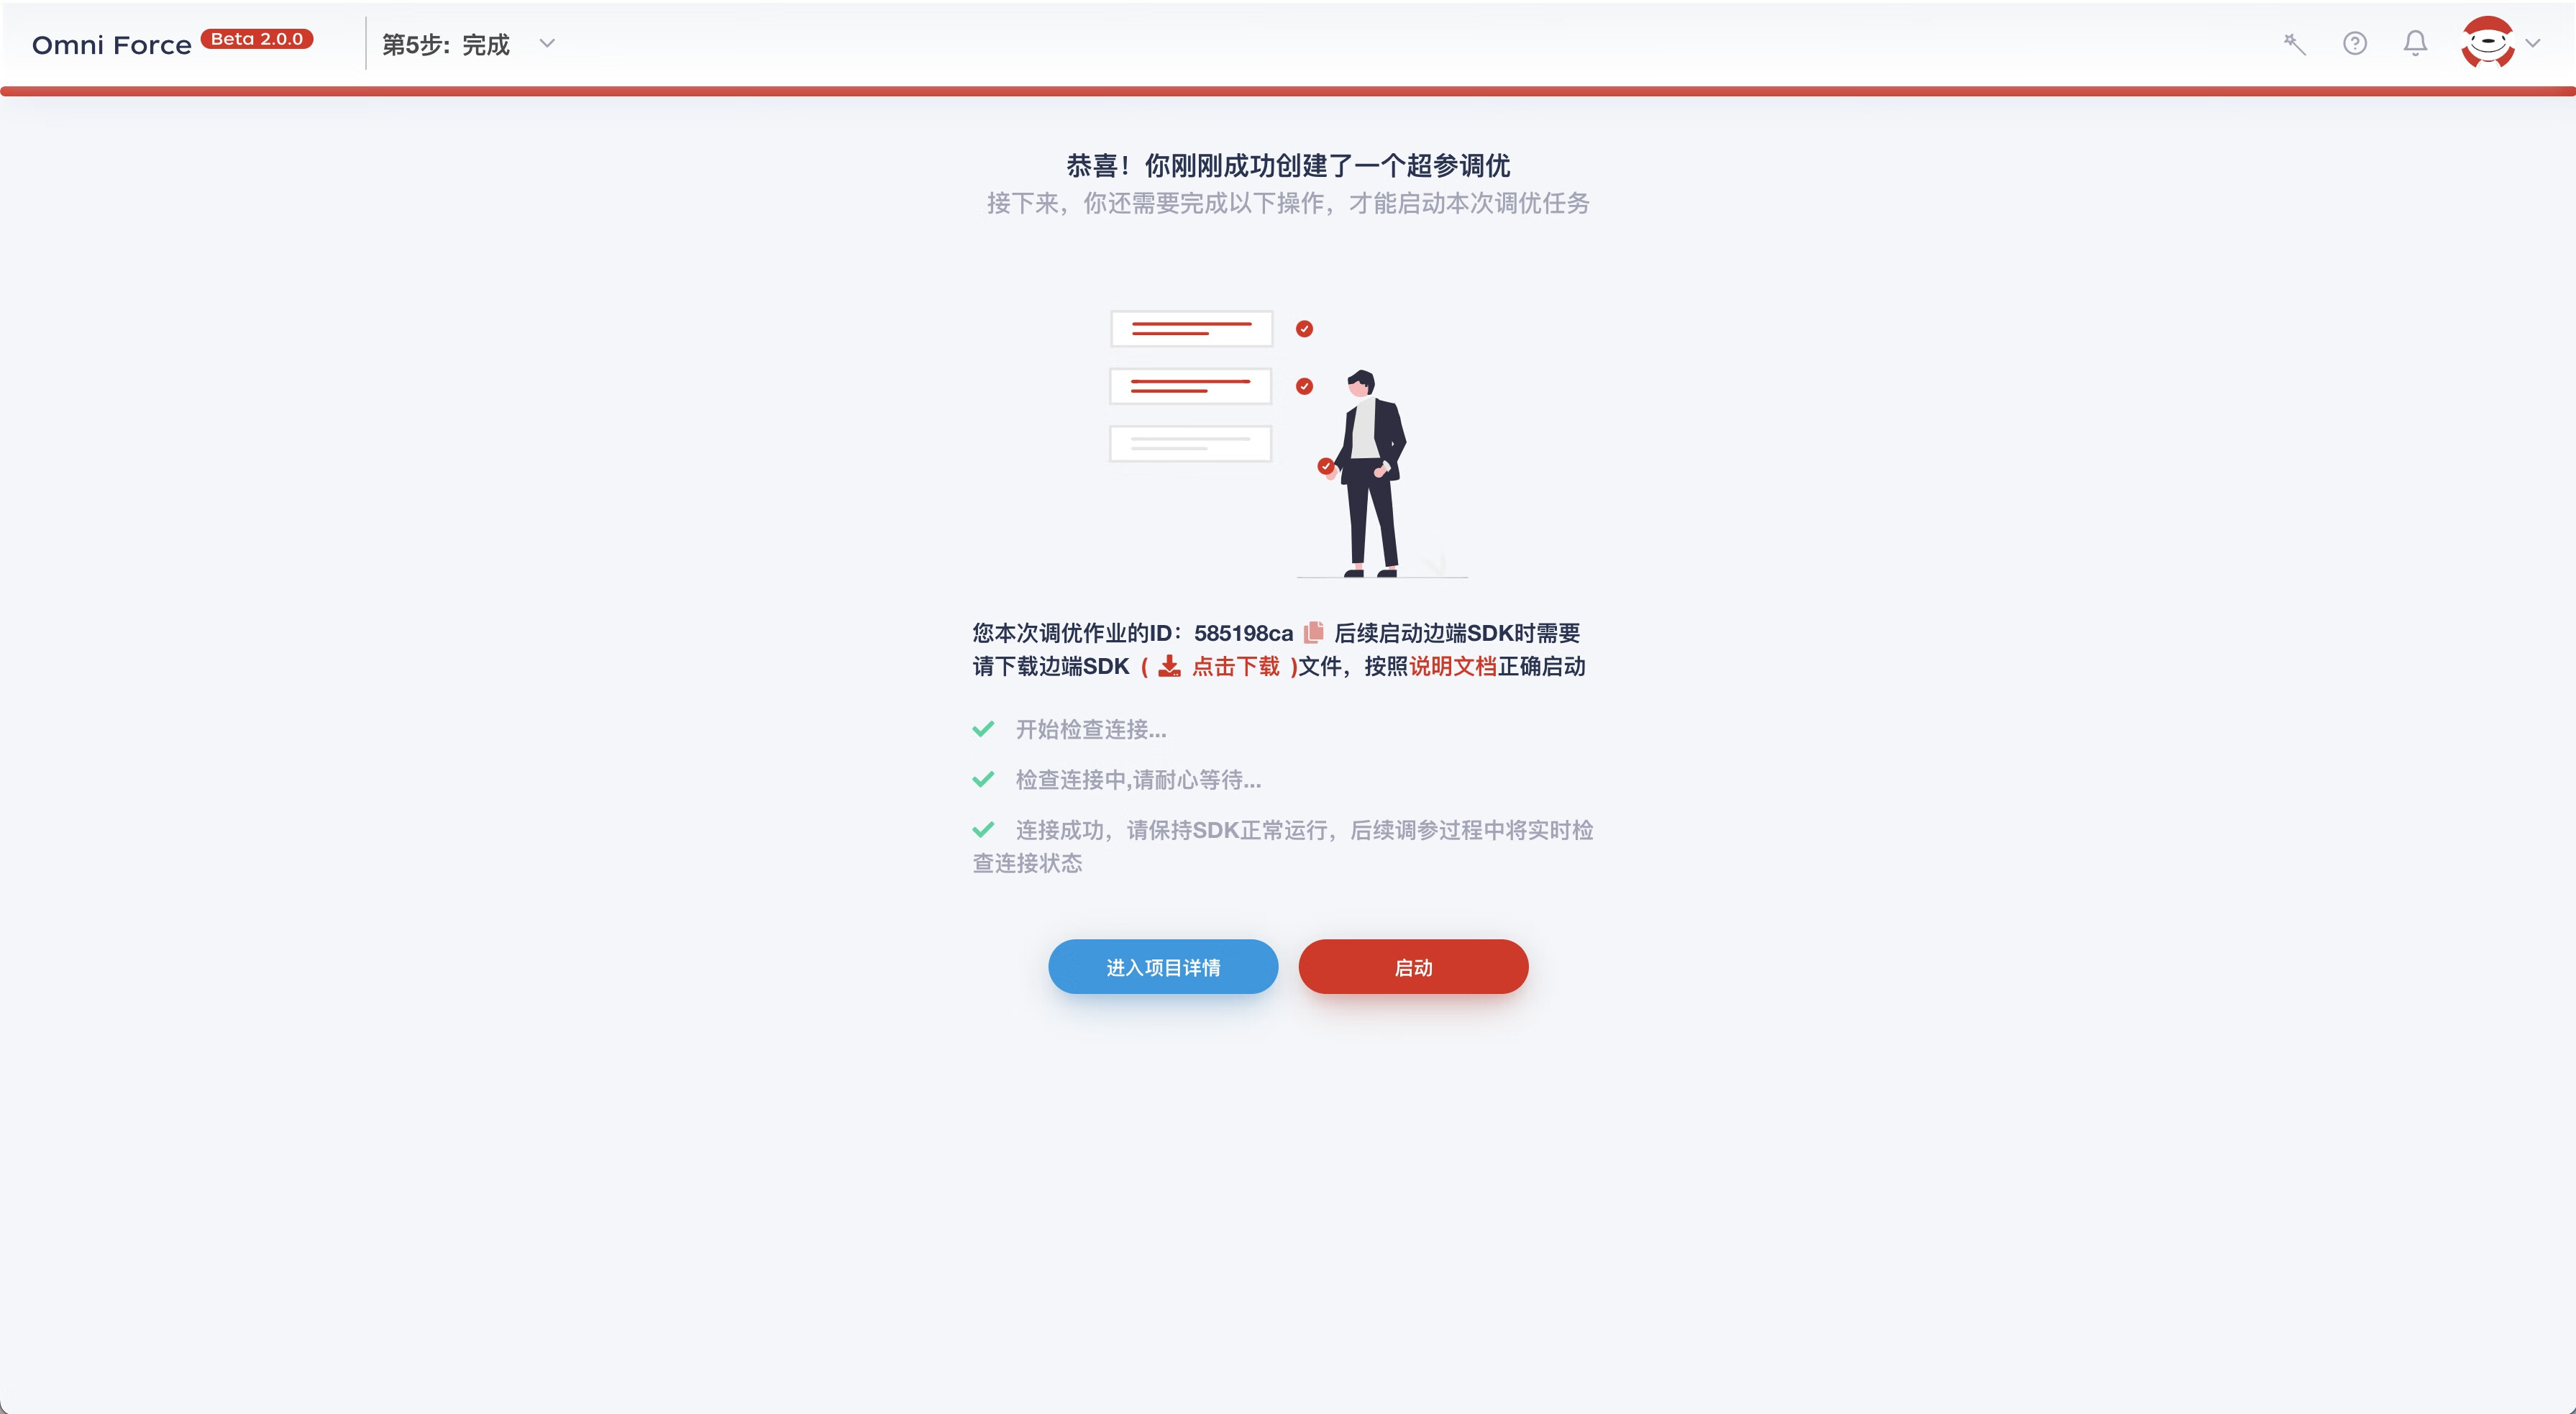 Omni Force Beta 2.0.0
第5步: 完成
恭喜！你刚刚成功创建了一个超参调优
接下来，你还需要完成以下操作，才能启动本次调优任务
您本次调优作业的ID：585198ca 后续启动边端SDK时需要
请下载边端SDK ( 点击下载 )文件，按照说明文档正确启动
开始检查连接...
检查连接中,请耐心等待...
连接成功，请保持SDK正常运行，后续调参过程中将实时检
查连接状态
进入项目详情
启动